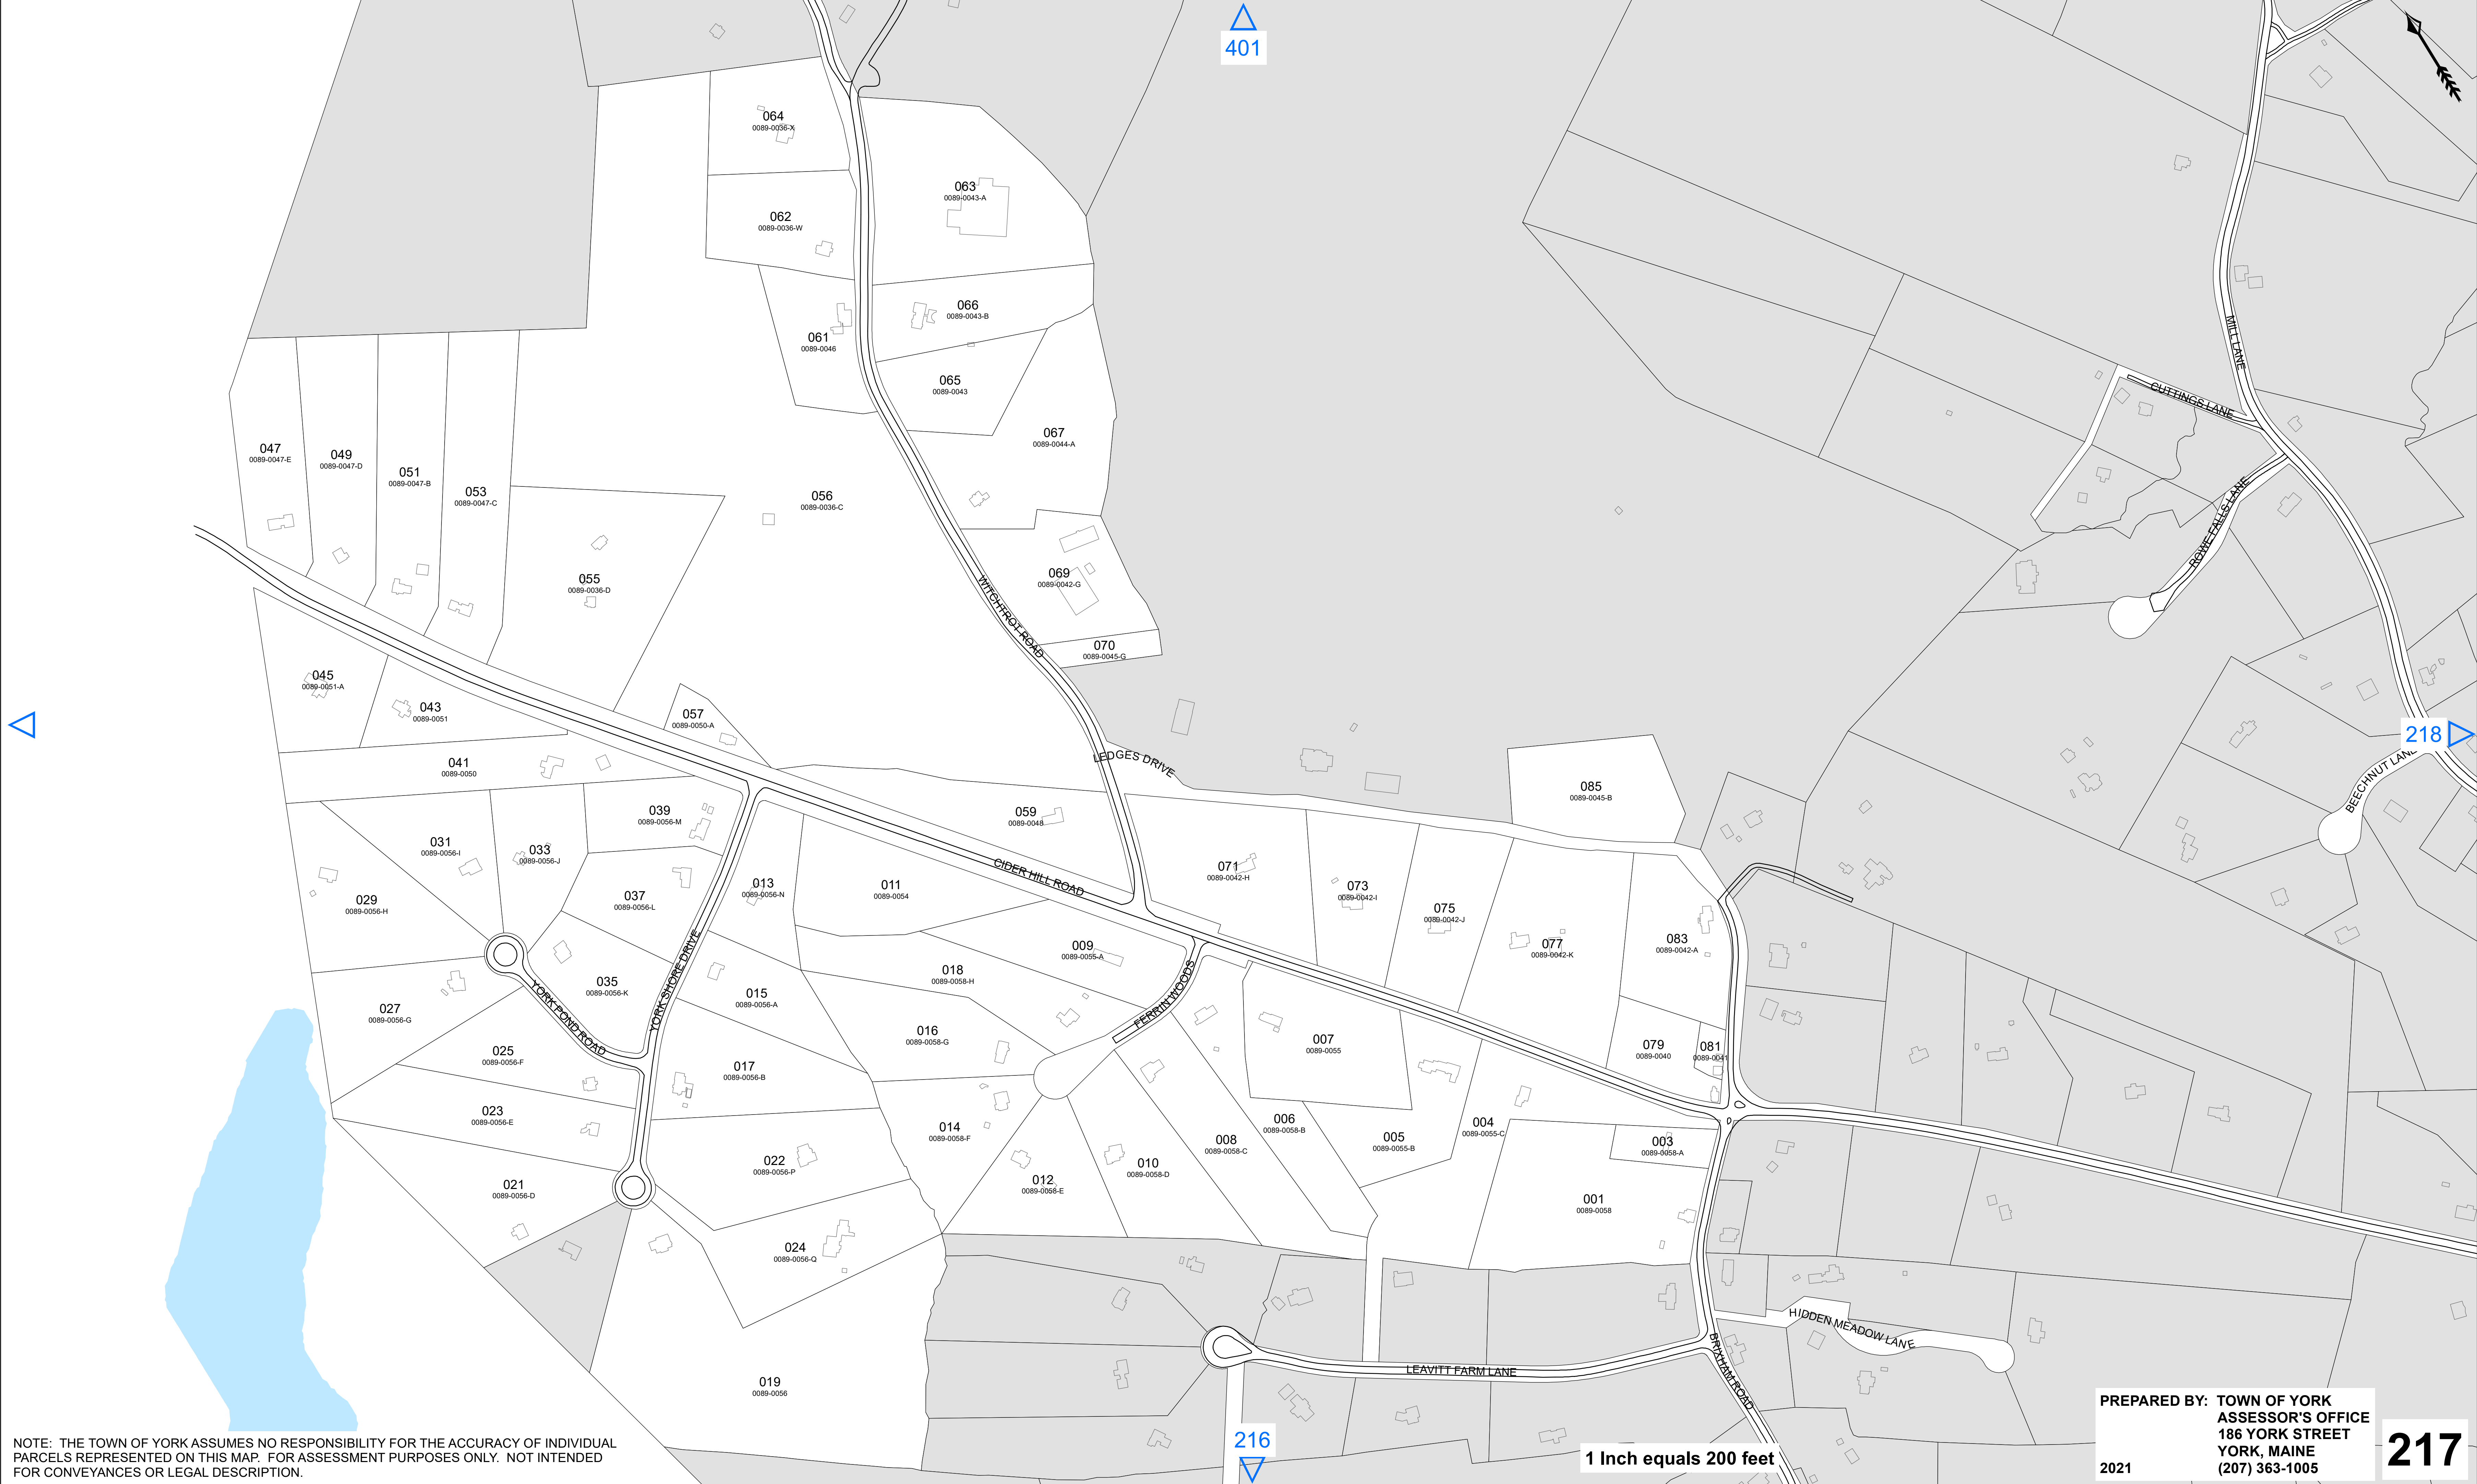 401
064
0089-0036-X
063
0089-0043-A
062
0089-0036-W
066
0089-0043-B
061
0089-0046
MILL LANE
065
0089-0043
CUTTINGS LANE
067
0089-0044-A
047
0089-0047-E
049
0089-0047-D
051
0089-0047-B
053
0089-0047-C
056
0089-0036-C
ROWE FALLS LANE
055
0089-0036-D
069
0089-0042-G
WITCHTROT ROAD
070
0089-0045-G
045
0089-0051-A
043
0089-0051
057
0089-0050-A
218
041
0089-0050
LEDGES DRIVE
BEECHNUT LANE
085
0089-0045-B
039
0089-0056-M
059
0089-0048
031
0089-0056-I
033
0089-0056-J
CIDER HILL ROAD
071
0089-0042-H
013
0089-0056-N
011
0089-0054
073
0089-0042-I
037
0089-0056-L
029
0089-0056-H
075
0089-0042-J
083
0089-0042-A
077
0089-0042-K
009
0089-0055-A
YORK SHORE DRIVE
018
0089-0058-H
035
0089-0056-K
015
0089-0056-A
FERRIN WOODS
027
0089-0056-G
YORK POND ROAD
016
0089-0058-G
007
0089-0055
079
0089-0040
081
0089-0041
025
0089-0056-F
017
0089-0056-B
023
0089-0056-E
014
0089-0058-F
006
0089-0058-B
004
0089-0055-C
008
0089-0058-C
005
0089-0055-B
003
0089-0058-A
022
0089-0056-P
010
0089-0058-D
012
0089-0058-E
021
0089-0056-D
001
0089-0058
024
0089-0056-Q
HIDDEN MEADOW LANE
LEAVITT FARM LANE
BRIXHAM ROAD
019
0089-0056
216
NOTE: THE TOWN OF YORK ASSUMES NO RESPONSIBILITY FOR THE ACCURACY OF INDIVIDUAL
PARCELS REPRESENTED ON THIS MAP. FOR ASSESSMENT PURPOSES ONLY. NOT INTENDED
FOR CONVEYANCES OR LEGAL DESCRIPTION.
1 Inch equals 200 feet
PREPARED BY: TOWN OF YORK
ASSESSOR'S OFFICE
186 YORK STREET
YORK, MAINE
2021 (207) 363-1005
217